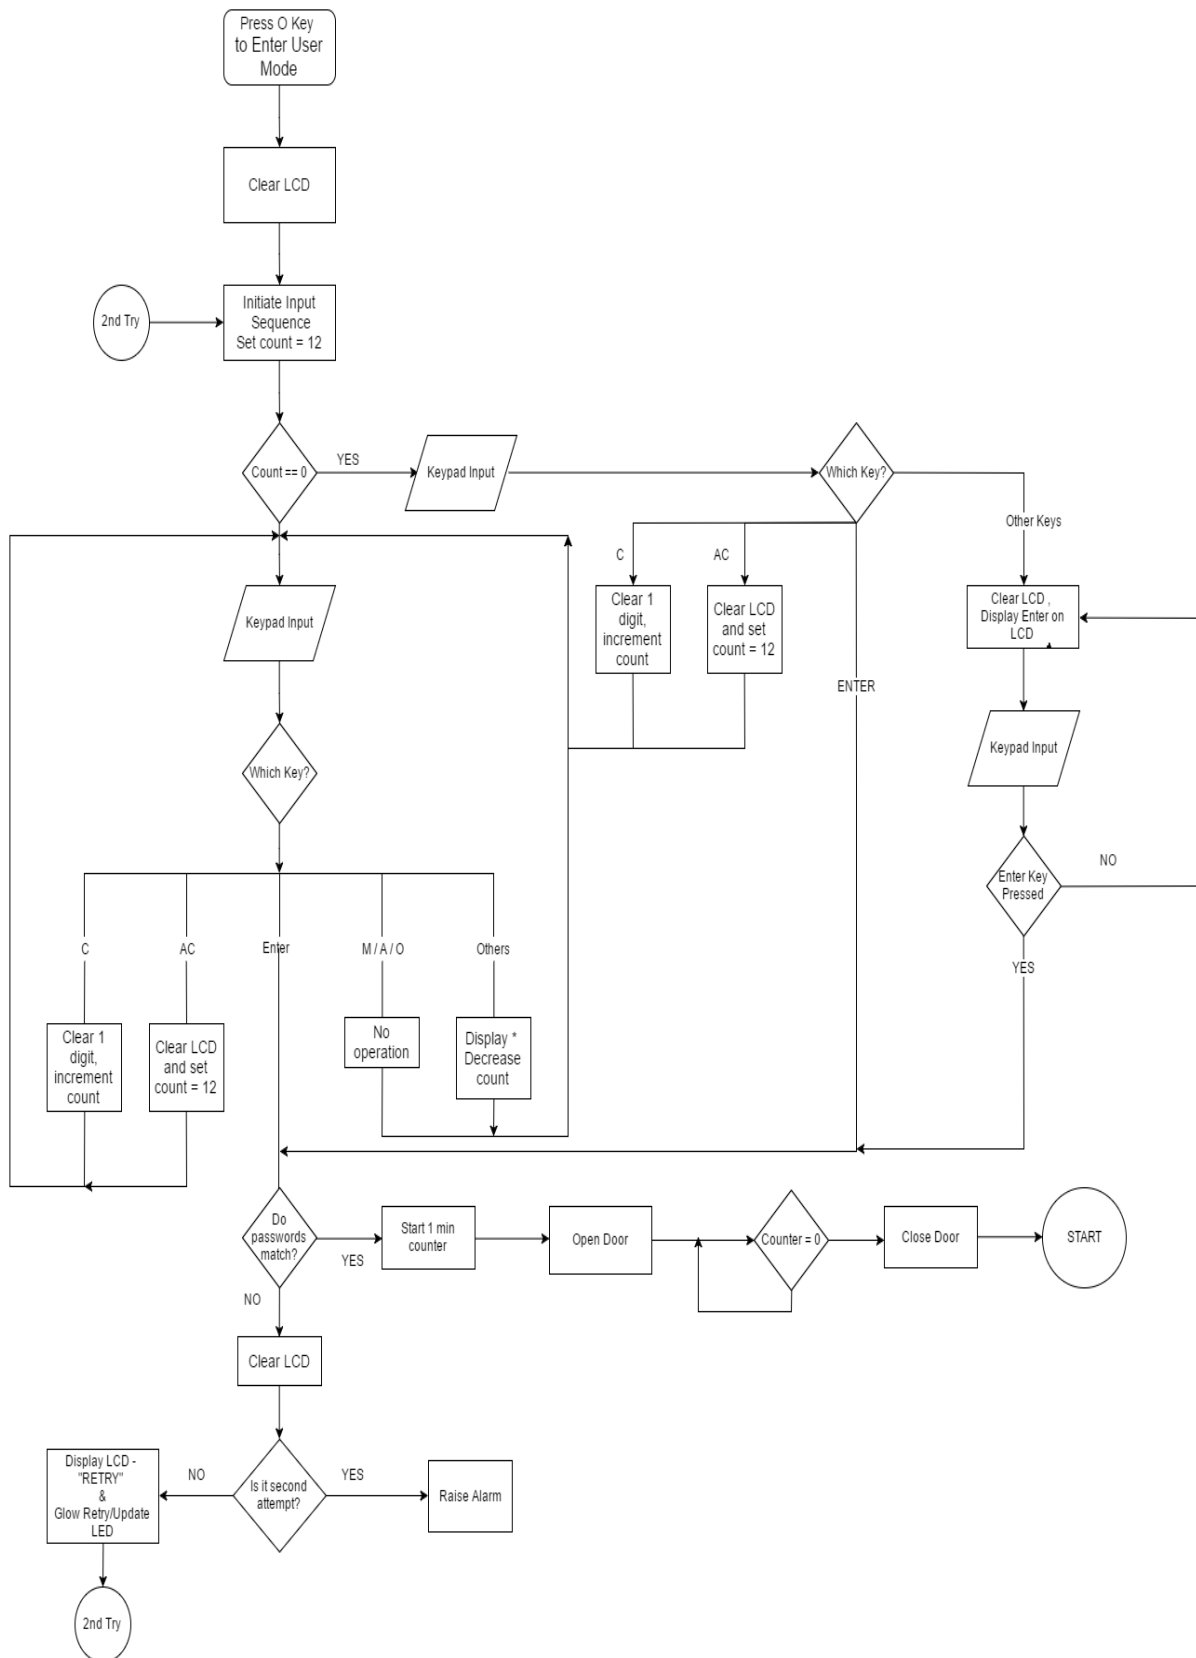 Press O Key
to Enter User
Mode
Clear LCD
2nd Try
Initiate Input
Sequence
Set count = 12
Count == 0
YES
Keypad Input
Which Key?
Other Keys
C
AC
Clear 1
digit,
increment
count
Clear LCD
and set
count = 12
ENTER
Clear LCD ,
Display Enter on
LCD
Keypad Input
Keypad Input
Which Key?
Enter Key
Pressed
NO
YES
C
AC
Enter
M / A / O
Others
Clear 1
digit,
increment
count
Clear LCD
and set
count = 12
No
operation
Display *
Decrease
count
Do
passwords
match?
YES
Start 1 min
counter
Open Door
Counter = 0
Close Door
START
NO
Clear LCD
Is it second
attempt?
NO
YES
Display LCD -
"RETRY"
&
Glow Retry/Update
LED
Raise Alarm
2nd Try